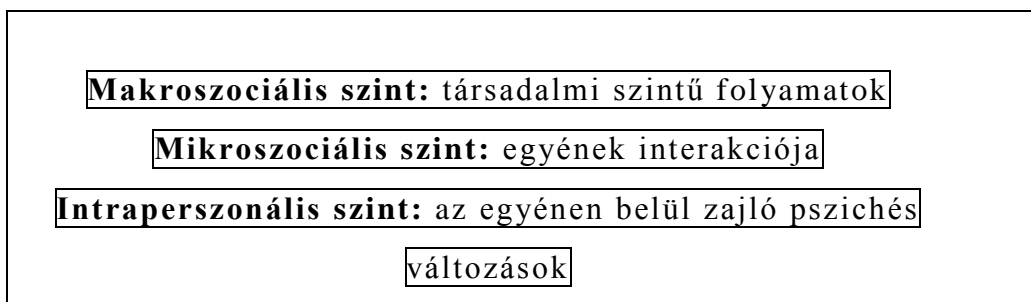 Makroszociális szint: társadalmi szintű folyamatok
Mikroszociális szint: egyének interakciója
Intraperszonális szint: az egyénen belül zajló pszichés
változások